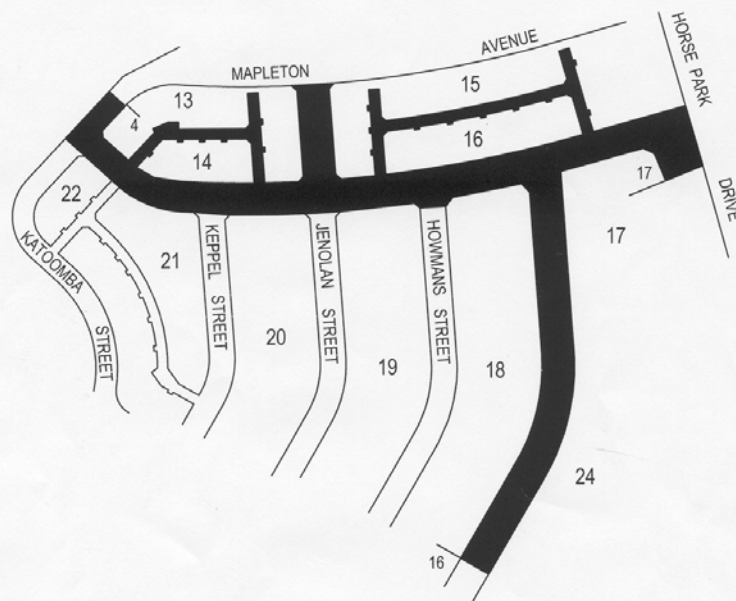 HORSE PARK
DRIVE
MAPLETON
AVENUE
13
15
4
14
16
22
17
17
KATOOMBA
STREET
21
KEPPEL STREET
20
JENOLAN STREET
19
HOWMANS STREET
18
24
16